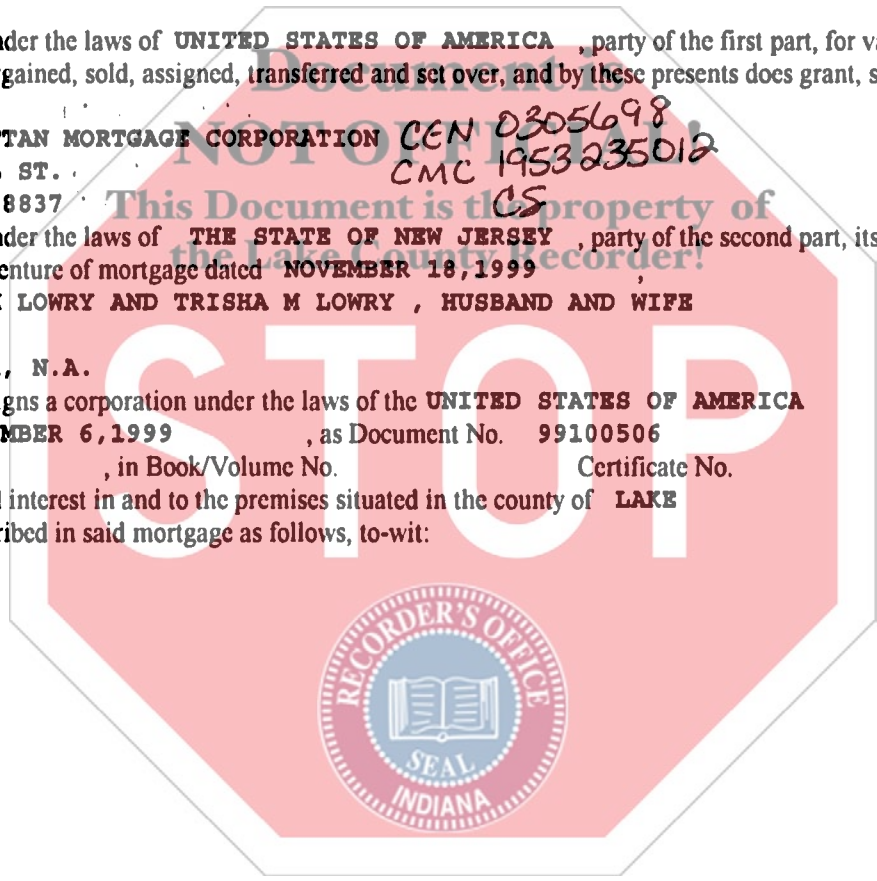 nder the laws of UNITED STATES OF AMERICA , party of the first part, for va
Document is
gained, sold, assigned, transferred and set over, and by these presents does grant, s
TAN MORTGAGE CORPORATION CEN 0305698
NOT OFFICIAL!
ST. CMC 1953235012
8837 CS
This Document is the property of
nder the laws of THE STATE OF NEW JERSEY , party of the second part, its
the Lake County Recorder!
enture of mortgage dated NOVEMBER 18,1999 ,
LOWRY AND TRISHA M LOWRY , HUSBAND AND WIFE
, N.A.
gns a corporation under the laws of the UNITED STATES OF AMERICA
MBER 6,1999 , as Document No. 99100506
, in Book/Volume No. Certificate No.
interest in and to the premises situated in the county of LAKE
ribed in said mortgage as follows, to-wit:
STOP
RECORDER'S OFFICE
SEAL
INDIANA